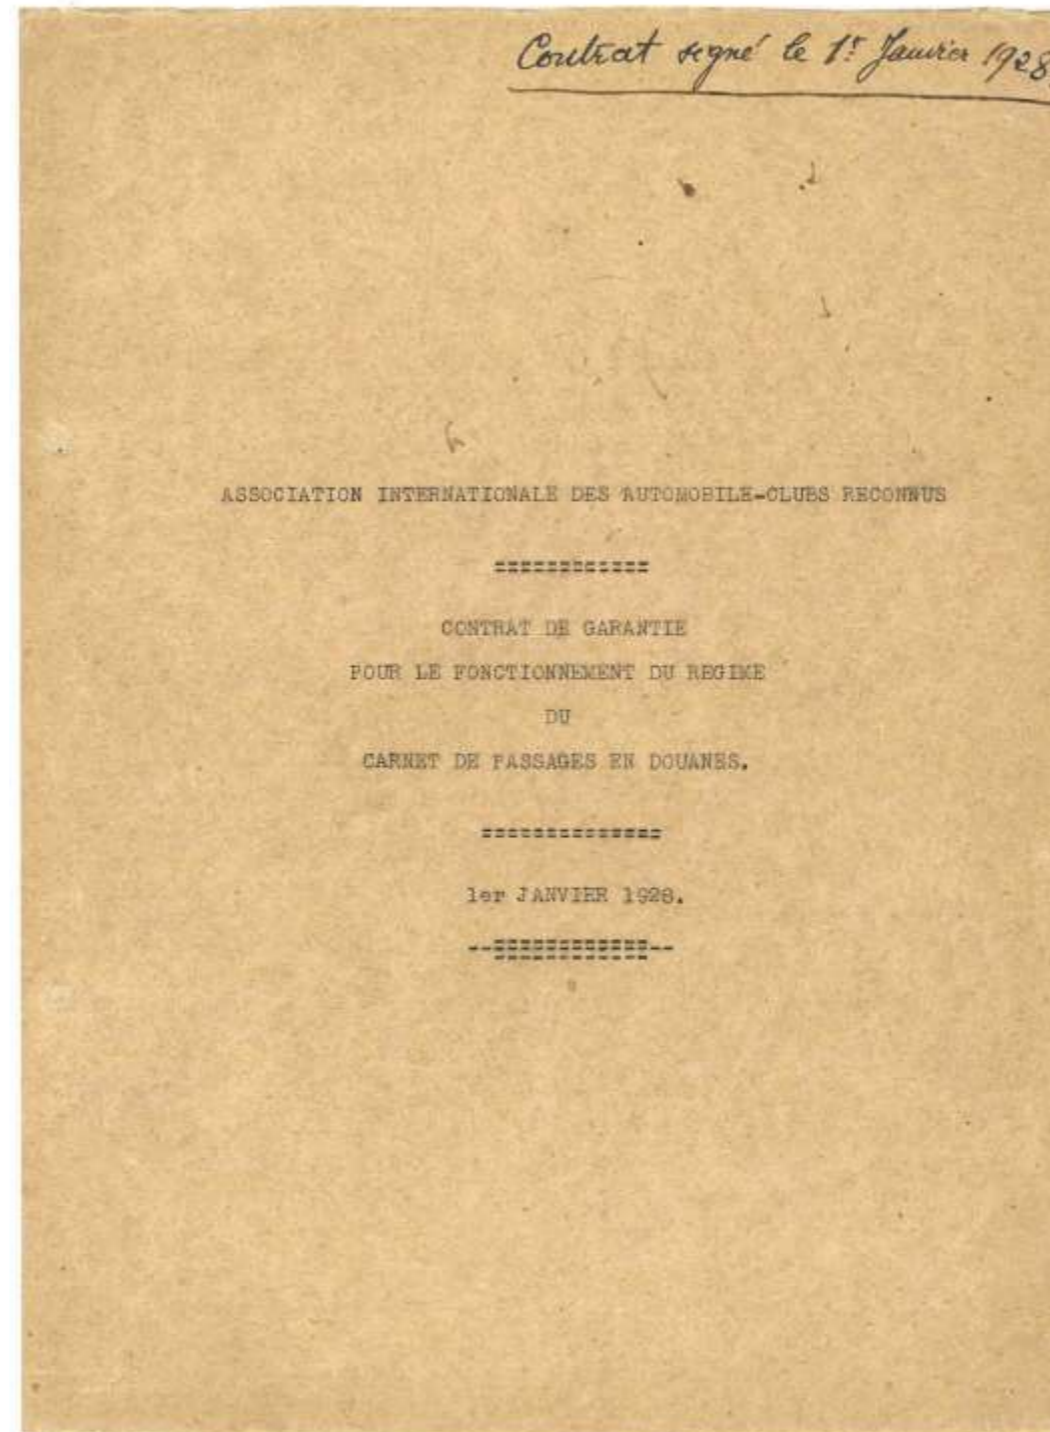 Contrat signé le 1er Janvier 1928.
ASSOCIATION INTERNATIONALE DES AUTOMOBILE-CLUBS RECONNUS
============
CONTRAT DE GARANTIE
POUR LE FONCTIONNEMENT DU REGIME
DU
CARNET DE PASSAGES EN DOUANES.
==============
1er JANVIER 1928.
--============--